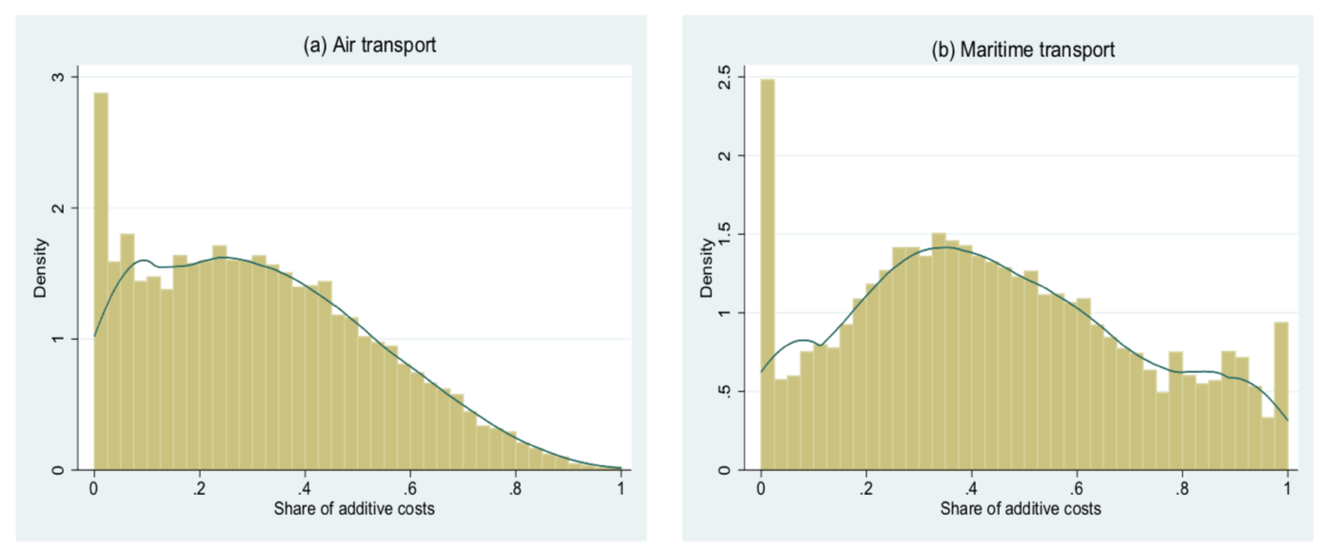 (a) Air transport
3
2
1
0
Density
0 .2 .4 .6 .8 1
Share of additive costs
(b) Maritime transport
2.5
2
1.5
1
.5
0
Density
0 .2 .4 .6 .8 1
Share of additive costs